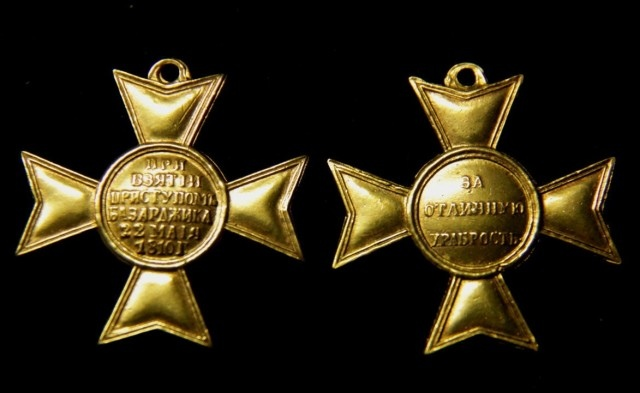 ПРИ
ВЗЯТІИ
ПРИСТУПОМЪ
БАЗАРДЖИКА
22 МАІЯ
1810 Г
ЗА
ОТЛИЧНУЮ
ХРАБРОСТЬ